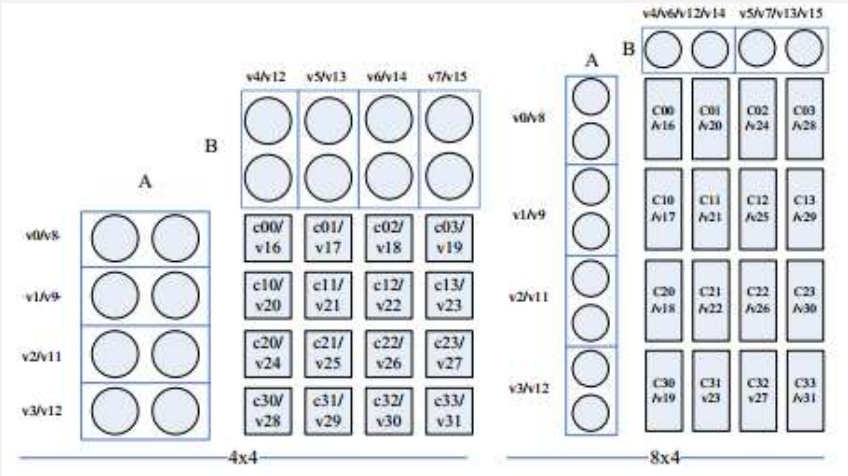 v4/v12 v5/v13 v6/v14 v7/v15
B
A
v0/v8
v1/v9
v2/v11
v3/v12
c00/ c01/ c02/ c03/
v16 v17 v18 v19
c10/ c11/ c12/ c13/
v20 v21 v22 v23
c20/ c21/ c22/ c23/
v24 v25 v26 v27
c30/ c31/ c32/ c33/
v28 v29 v30 v31
4x4
v4/v6/v12/v14 v5/v7/v13/v15
B
A
v0/v8
v1/v9
v2/v11
v3/v12
C00 C01 C02 C03
/v16 /v20 /v24 /v28
C10 C11 C12 C13
/v17 /v21 /v25 /v29
C20 C21 C22 C23
/v18 /v22 /v26 /v30
C30 C31 C32 C33
/v19 v23 v27 /v31
8x4